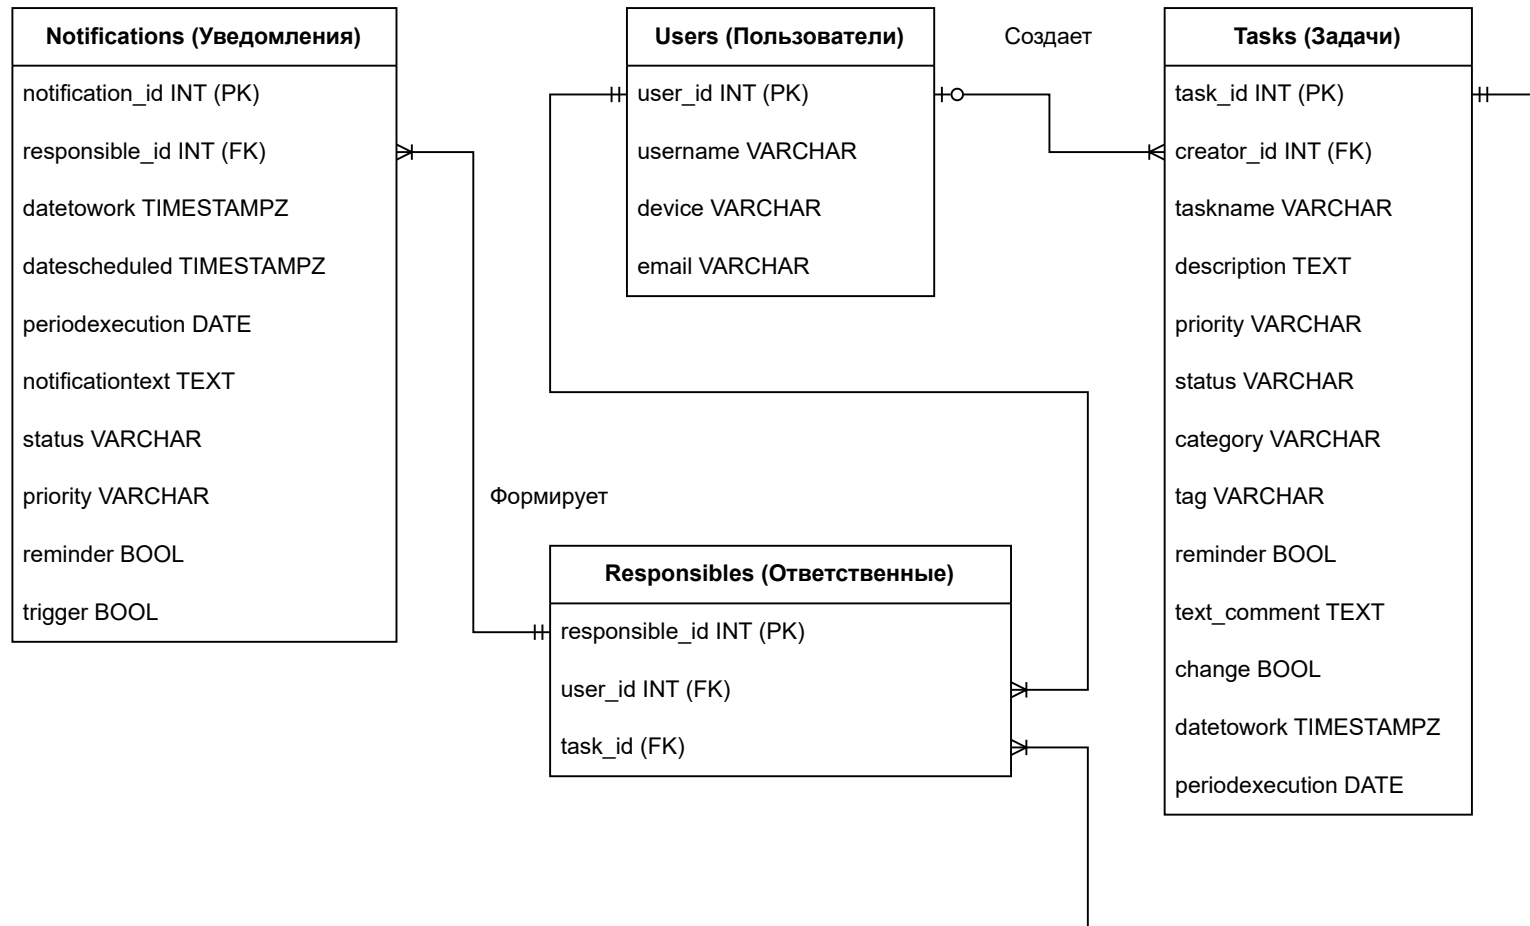 Notifications (Уведомления)
notification_id INT (PK)
responsible_id INT (FK)
datetowork TIMESTAMPZ
datescheduled TIMESTAMPZ
periodexecution DATE
notificationtext TEXT
status VARCHAR
priority VARCHAR
reminder BOOL
trigger BOOL
Users (Пользователи)
user_id INT (PK)
username VARCHAR
device VARCHAR
email VARCHAR
Создает
Tasks (Задачи)
task_id INT (PK)
creator_id INT (FK)
taskname VARCHAR
description TEXT
priority VARCHAR
status VARCHAR
category VARCHAR
tag VARCHAR
reminder BOOL
text_comment TEXT
change BOOL
datetowork TIMESTAMPZ
periodexecution DATE
Формирует
Responsibles (Ответственные)
responsible_id INT (PK)
user_id INT (FK)
task_id (FK)